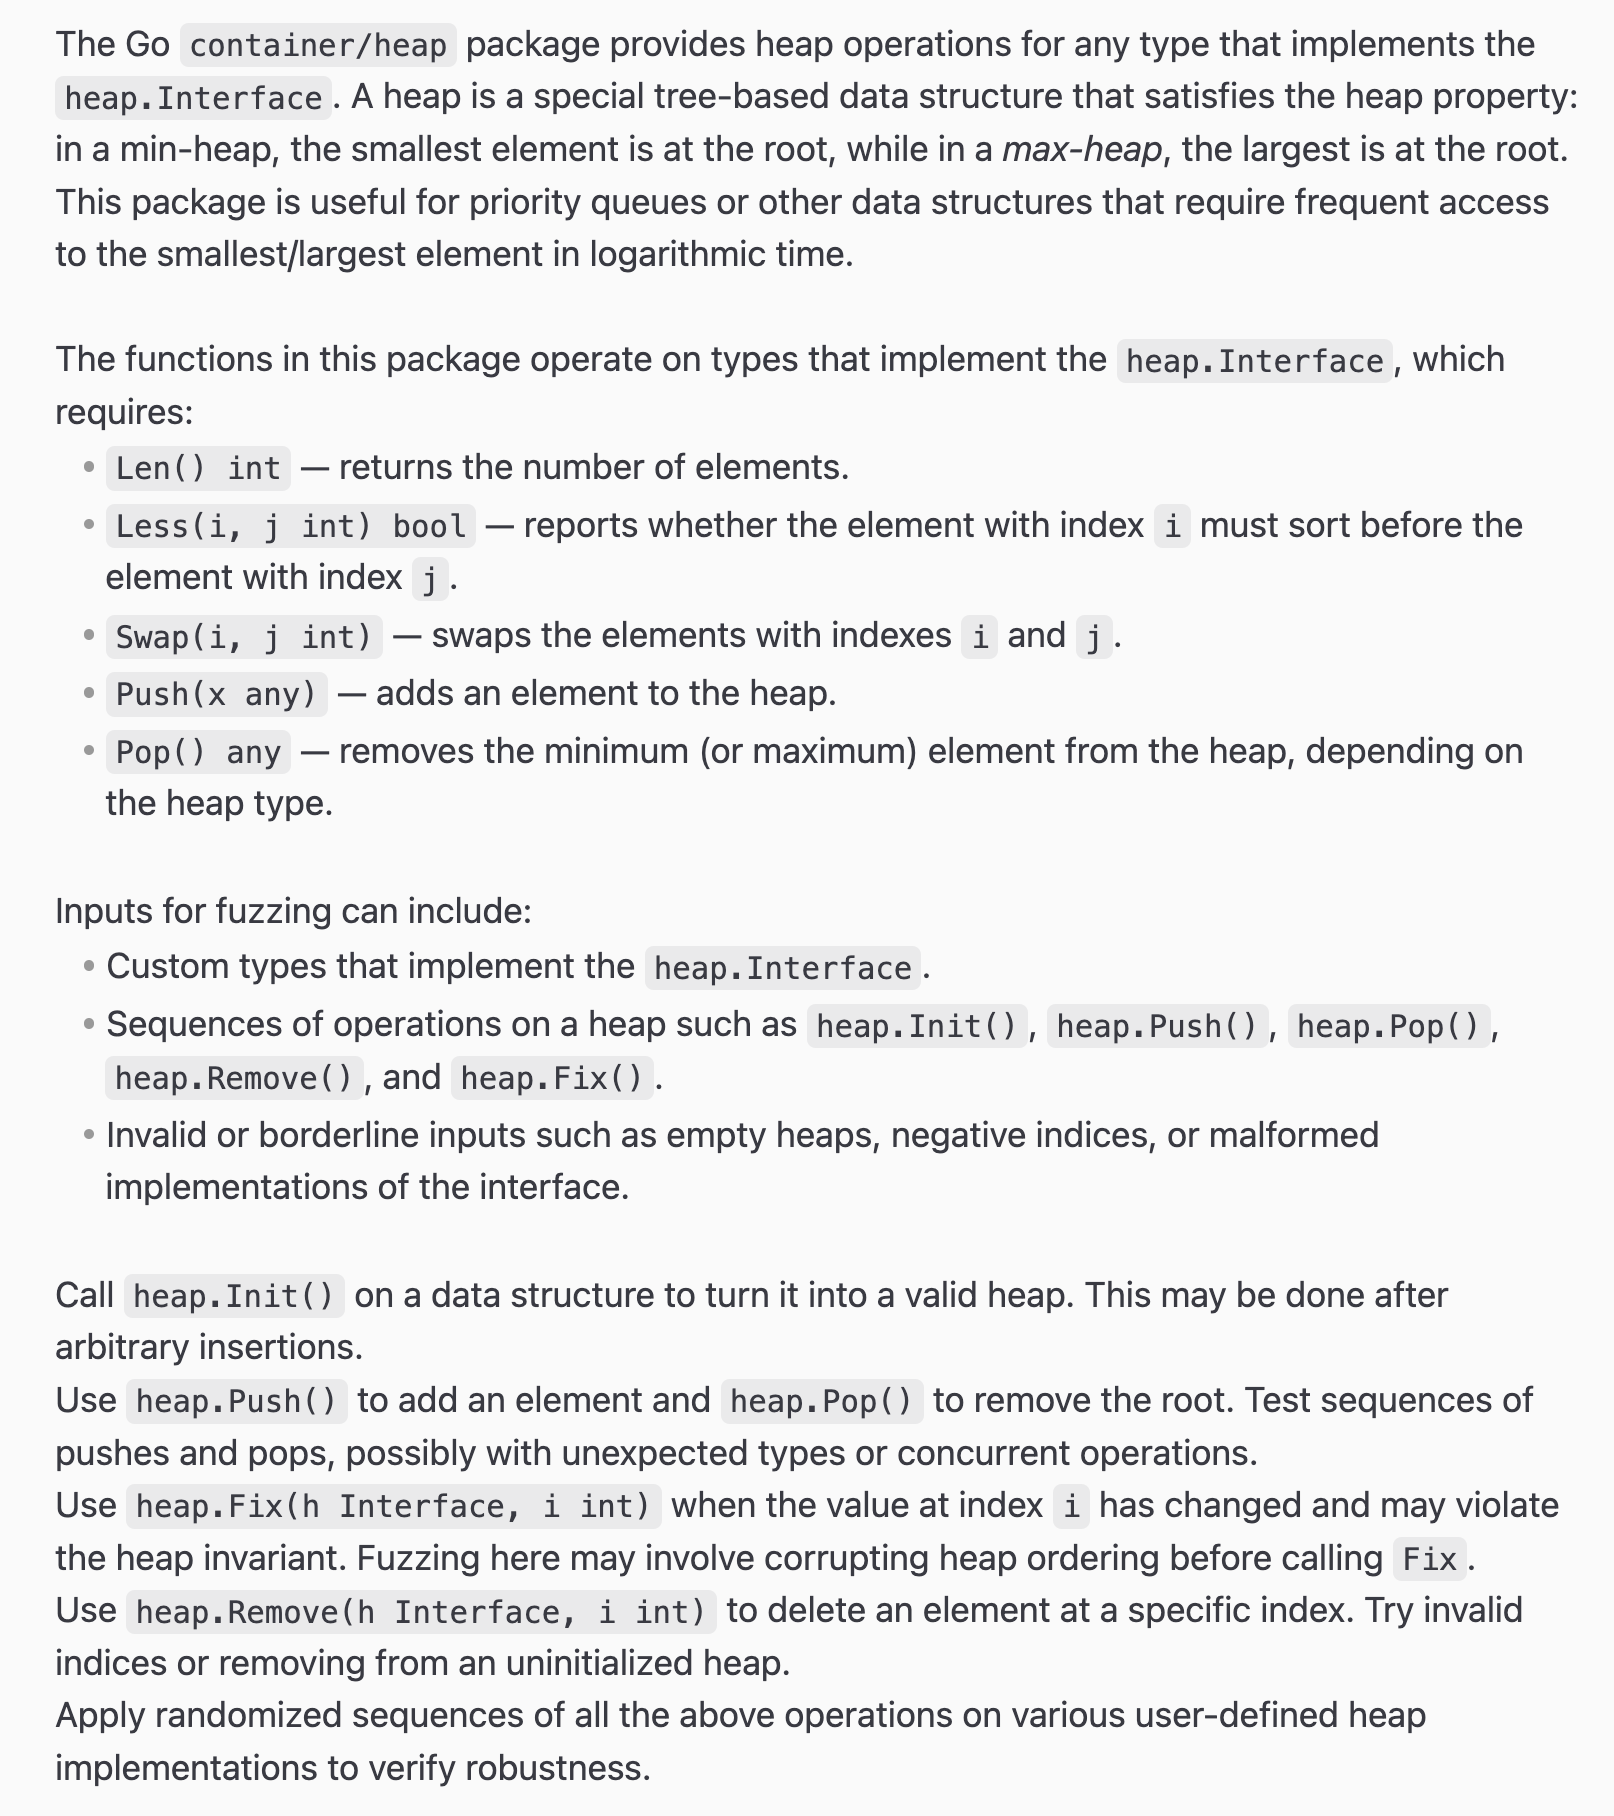 The Go container/heap package provides heap operations for any type that implements the
heap.Interface. A heap is a special tree-based data structure that satisfies the heap property:
in a min-heap, the smallest element is at the root, while in a max-heap, the largest is at the root.
This package is useful for priority queues or other data structures that require frequent access
to the smallest/largest element in logarithmic time.
The functions in this package operate on types that implement the heap.Interface, which
requires:
• Len() int — returns the number of elements.
• Less(i, j int) bool — reports whether the element with index i must sort before the
element with index j.
• Swap(i, j int) — swaps the elements with indexes i and j.
• Push(x any) — adds an element to the heap.
• Pop() any — removes the minimum (or maximum) element from the heap, depending on
the heap type.
Inputs for fuzzing can include:
• Custom types that implement the heap.Interface.
• Sequences of operations on a heap such as heap.Init(), heap.Push(), heap.Pop(),
heap.Remove(), and heap.Fix().
• Invalid or borderline inputs such as empty heaps, negative indices, or malformed
implementations of the interface.
Call heap.Init() on a data structure to turn it into a valid heap. This may be done after
arbitrary insertions.
Use heap.Push() to add an element and heap.Pop() to remove the root. Test sequences of
pushes and pops, possibly with unexpected types or concurrent operations.
Use heap.Fix(h Interface, i int) when the value at index i has changed and may violate
the heap invariant. Fuzzing here may involve corrupting heap ordering before calling Fix.
Use heap.Remove(h Interface, i int) to delete an element at a specific index. Try invalid
indices or removing from an uninitialized heap.
Apply randomized sequences of all the above operations on various user-defined heap
implementations to verify robustness.